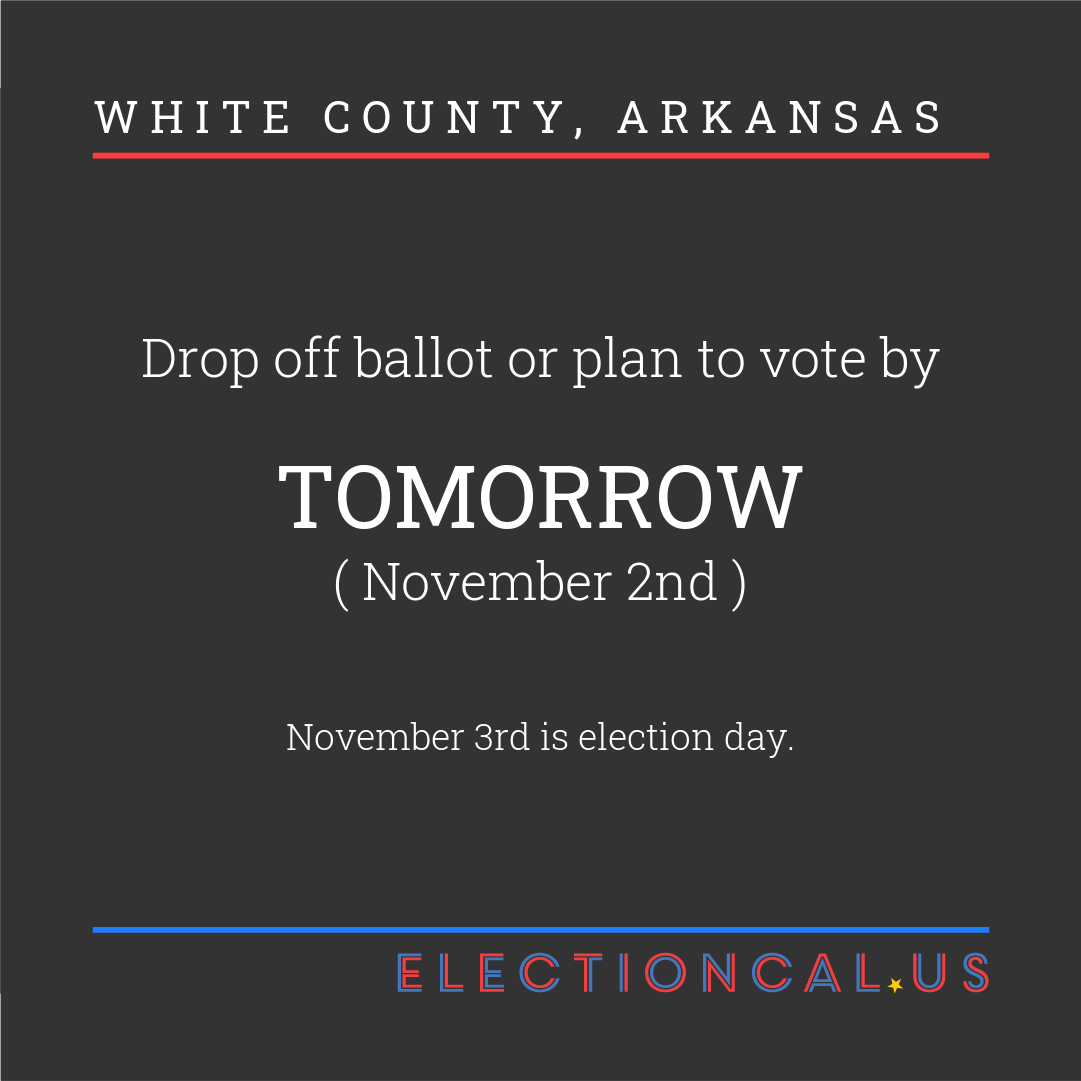 WHITE COUNTY, ARKANSAS
Drop off ballot or plan to vote by
TOMORROW
( November 2nd )
November 3rd is election day.
ELECTIONCAL.US